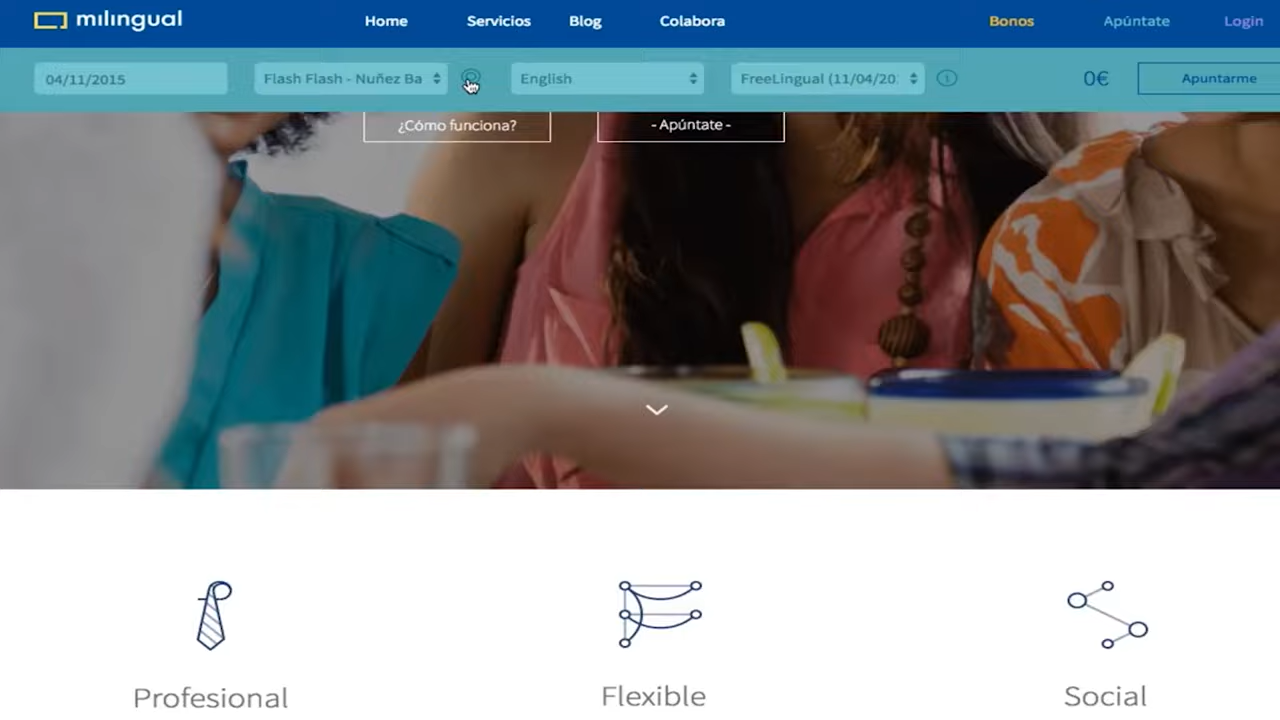 milingual Home Servicios Blog Colabora Bonos Apúntate Login
04/11/2015 Flash Flash - Nuñez Ba English FreeLingual (11/04/20 0€ Apuntarme
¿Cómo funciona? - Apúntate -
Profesional Flexible Social